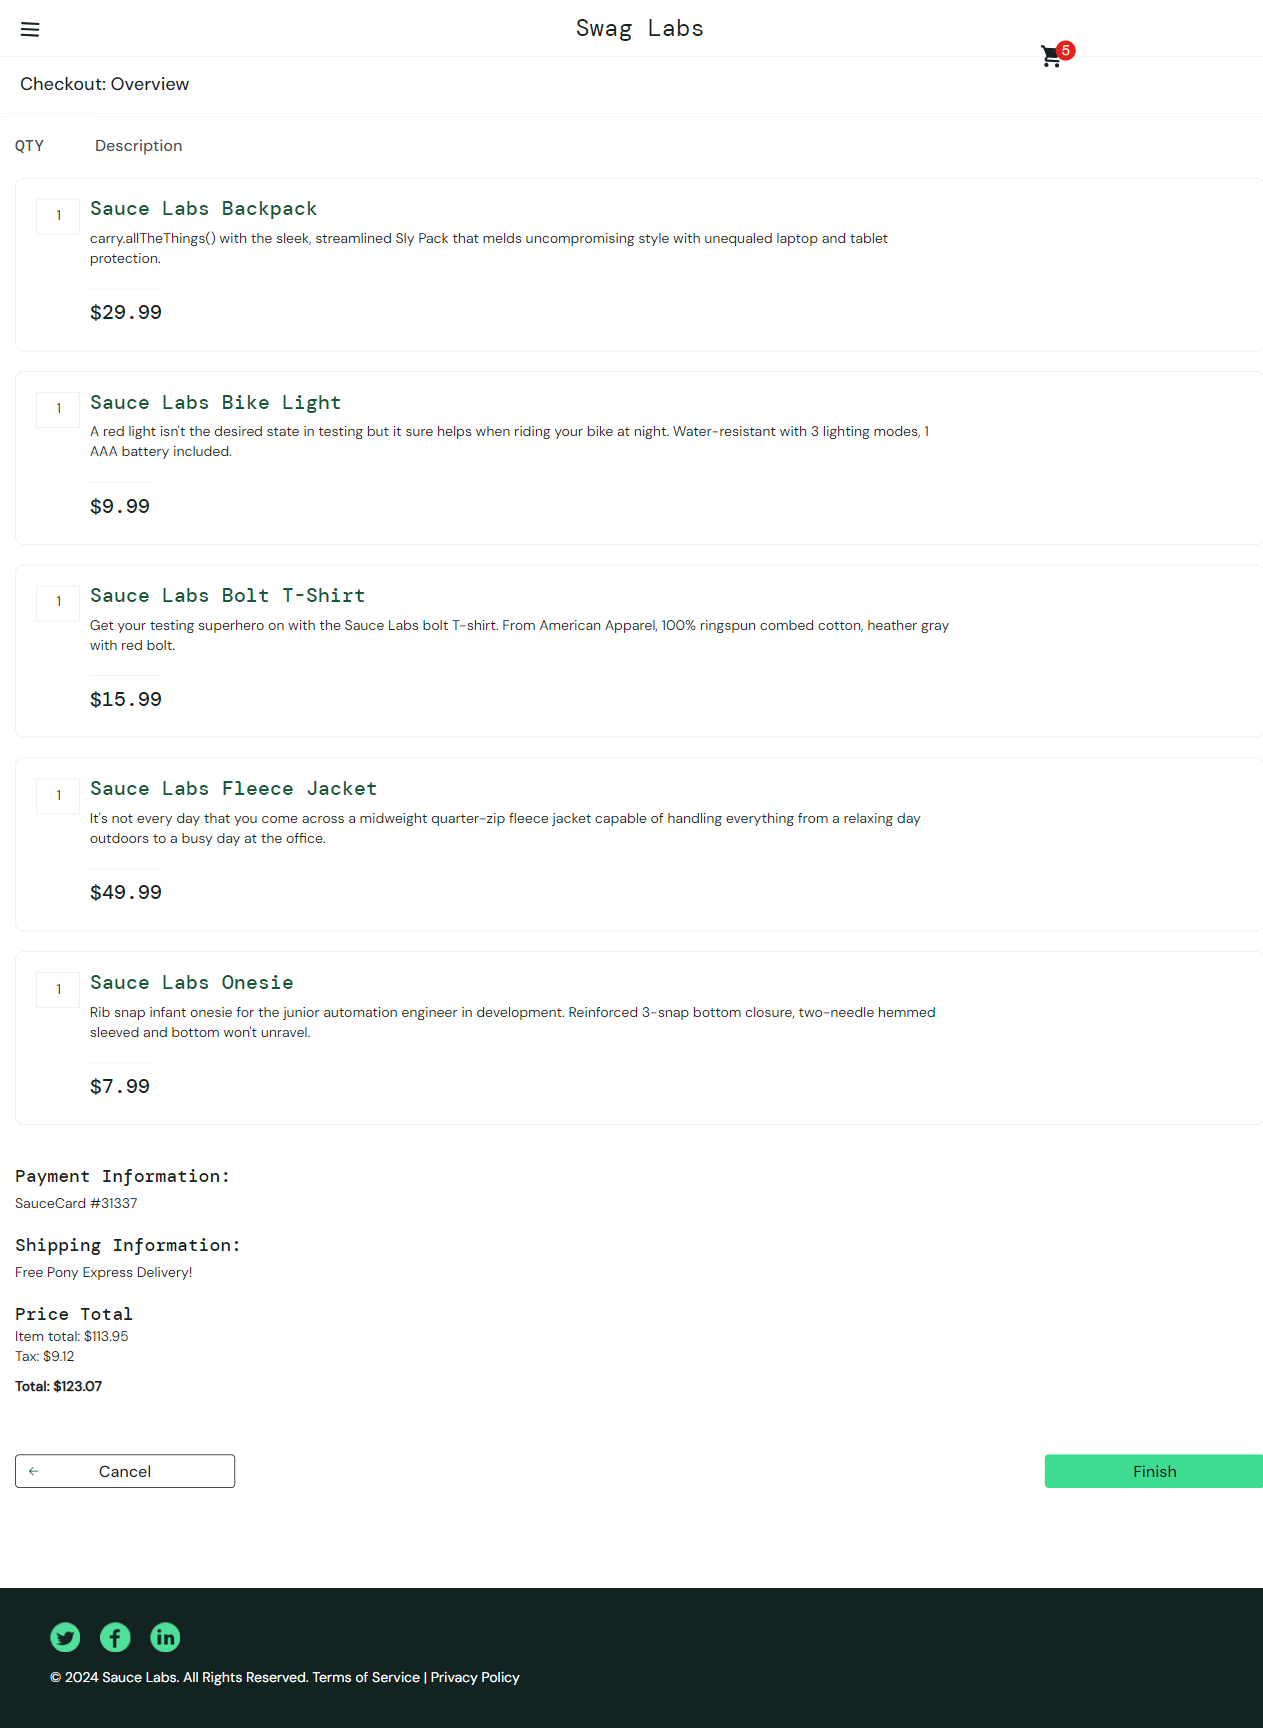 Swag Labs
5
Checkout: Overview
QTY Description
1
Sauce Labs Backpack
carry.allTheThings() with the sleek, streamlined Sly Pack that melds uncompromising style with unequaled laptop and tablet
protection.
$29.99
1
Sauce Labs Bike Light
A red light isn't the desired state in testing but it sure helps when riding your bike at night. Water-resistant with 3 lighting modes, 1
AAA battery included.
$9.99
1
Sauce Labs Bolt T-Shirt
Get your testing superhero on with the Sauce Labs bolt T-shirt. From American Apparel, 100% ringspun combed cotton, heather gray
with red bolt.
$15.99
1
Sauce Labs Fleece Jacket
It's not every day that you come across a midweight quarter-zip fleece jacket capable of handling everything from a relaxing day
outdoors to a busy day at the office.
$49.99
1
Sauce Labs Onesie
Rib snap infant onesie for the junior automation engineer in development. Reinforced 3-snap bottom closure, two-needle hemmed
sleeved and bottom won't unravel.
$7.99
Payment Information:
SauceCard #31337
Shipping Information:
Free Pony Express Delivery!
Price Total
Item total: $113.95
Tax: $9.12
Total: $123.07
Cancel
Finish
© 2024 Sauce Labs. All Rights Reserved. Terms of Service | Privacy Policy